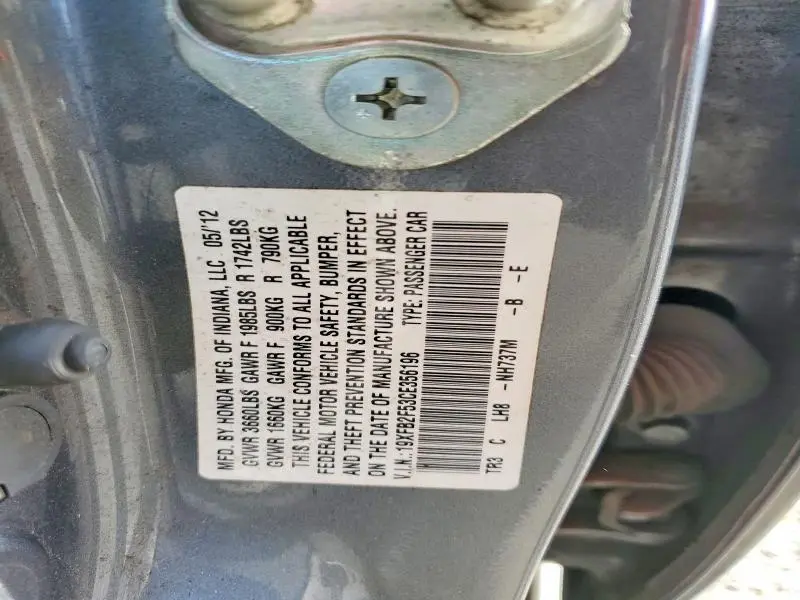 MFD. BY HONDA MFG. OF INDIANA, LLC 05/'12
GVWR 3660LBS GAWR F 1965LBS R 1742LBS
GVWR 1660KG GAWR F 900KG R 790KG
THIS VEHICLE CONFORMS TO ALL APPLICABLE
FEDERAL MOTOR VEHICLE SAFETY, BUMPER,
AND THEFT PREVENTION STANDARDS IN EFFECT
ON THE DATE OF MANUFACTURE SHOWN ABOVE.
V.I.N.: 19XFB2F53CE356196 TYPE: PASSENGER CAR
TR3 C LH8 -NH737M -B -E